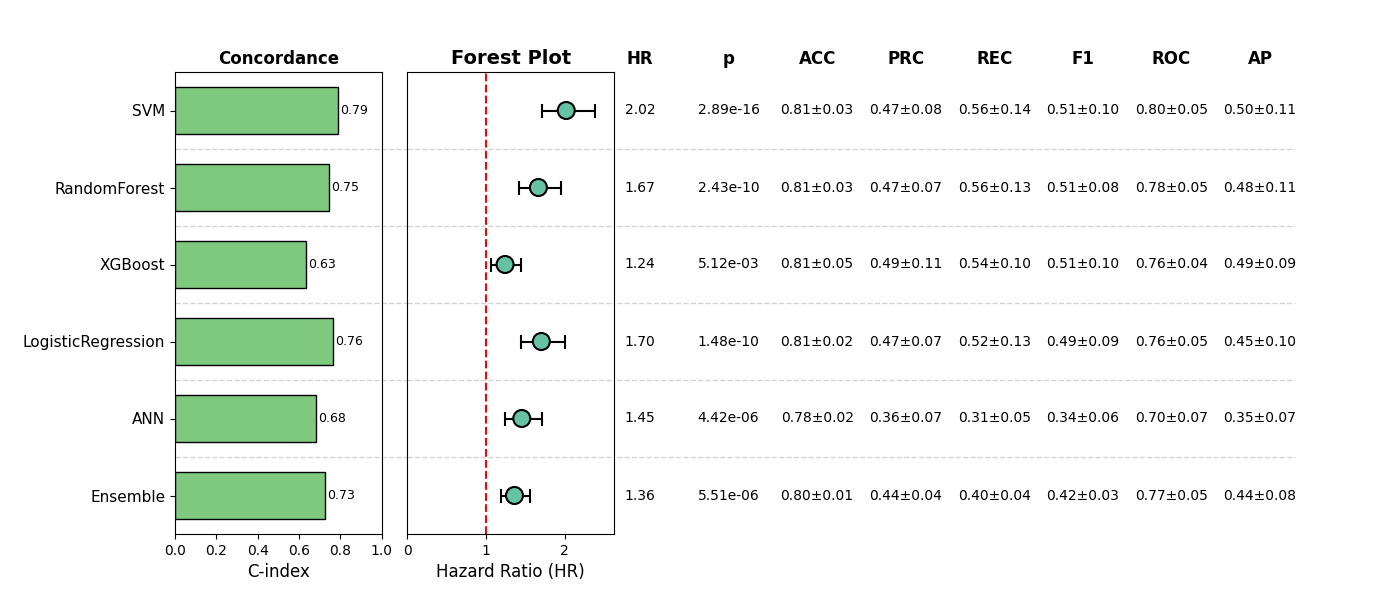 Concordance Forest Plot HR p ACC PRC REC F1 ROC AP
SVM 0.79 2.02 2.89e-16 0.81±0.03 0.47±0.08 0.56±0.14 0.51±0.10 0.80±0.05 0.50±0.11
RandomForest 0.75 1.67 2.43e-10 0.81±0.03 0.47±0.07 0.56±0.13 0.51±0.08 0.78±0.05 0.48±0.11
XGBoost 0.63 1.24 5.12e-03 0.81±0.05 0.49±0.11 0.54±0.10 0.51±0.10 0.76±0.04 0.49±0.09
LogisticRegression 0.76 1.70 1.48e-10 0.81±0.02 0.47±0.07 0.52±0.13 0.49±0.09 0.76±0.05 0.45±0.10
ANN 0.68 1.45 4.42e-06 0.78±0.02 0.36±0.07 0.31±0.05 0.34±0.06 0.70±0.07 0.35±0.07
Ensemble 0.73 1.36 5.51e-06 0.80±0.01 0.44±0.04 0.40±0.04 0.42±0.03 0.77±0.05 0.44±0.08
0.0 0.2 0.4 0.6 0.8 1.0 0 1 2
C-index Hazard Ratio (HR)